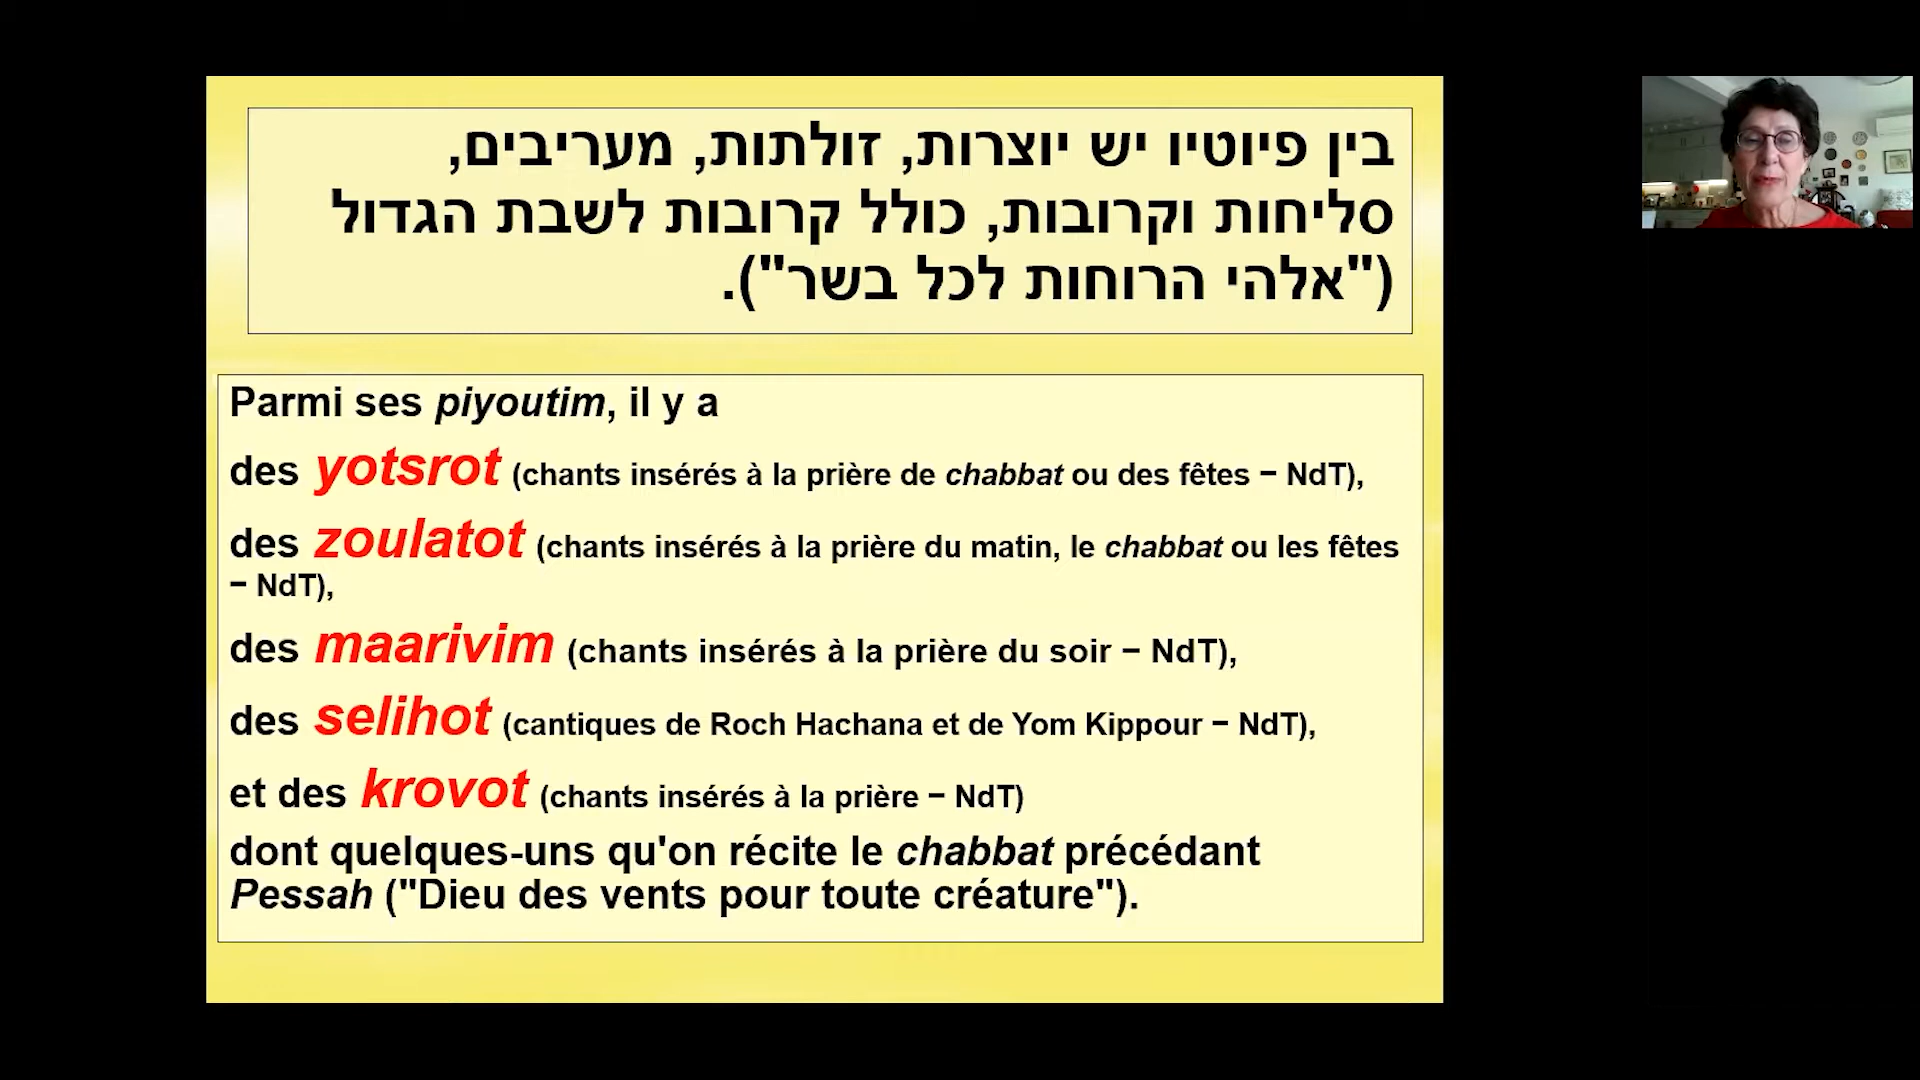 בין פיוטיו יש יוצרות, זולתות, מעריבים,
סליחות וקרובות, כולל קרובות לשבת הגדול
("אלהי הרוחות לכל בשר").
Parmi ses piyoutim, il y a
des yotsrot (chants insérés à la prière de chabbat ou des fêtes − NdT),
des zoulatot (chants insérés à la prière du matin, le chabbat ou les fêtes
− NdT),
des maarivim (chants insérés à la prière du soir − NdT),
des selihot (cantiques de Roch Hachana et de Yom Kippour − NdT),
et des krovot (chants insérés à la prière − NdT)
dont quelques-uns qu'on récite le chabbat précédant
Pessah ("Dieu des vents pour toute créature").